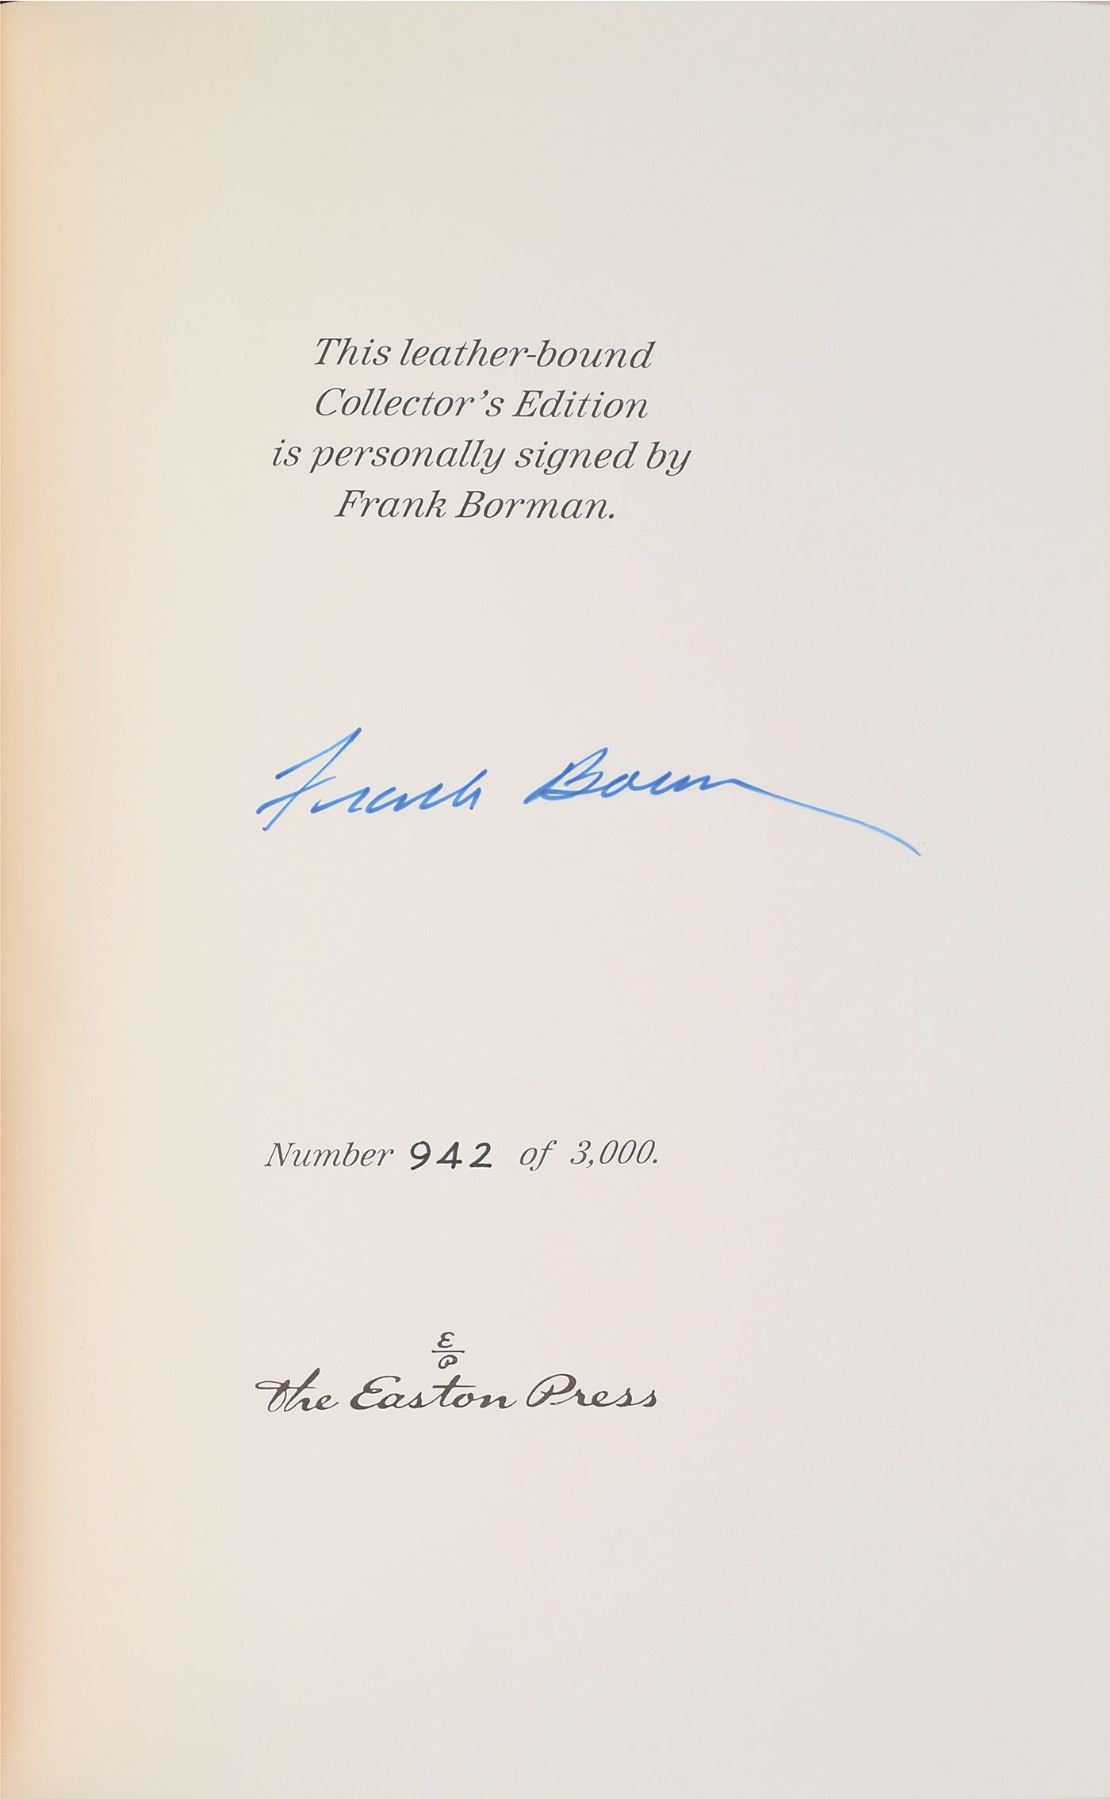 This leather-bound
Collector's Edition
is personally signed by
Frank Borman.
Frank Borman
Number 942 of 3,000.
EP
The Easton Press